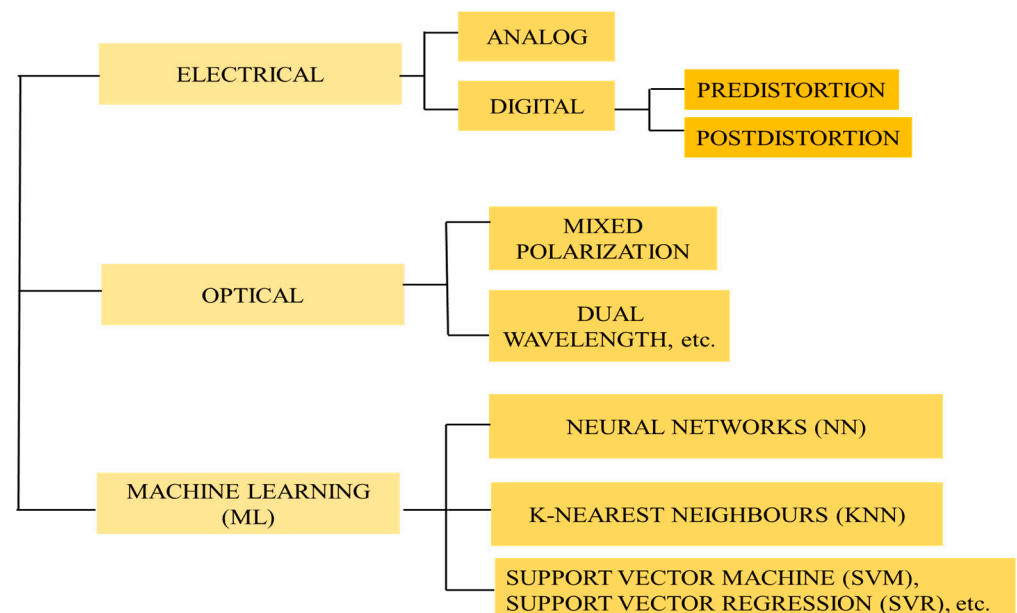 ELECTRICAL
ANALOG
DIGITAL
PREDISTORTION
POSTDISTORTION
OPTICAL
MIXED
POLARIZATION
DUAL
WAVELENGTH, etc.
MACHINE LEARNING
(ML)
NEURAL NETWORKS (NN)
K-NEAREST NEIGHBOURS (KNN)
SUPPORT VECTOR MACHINE (SVM),
SUPPORT VECTOR REGRESSION (SVR), etc.